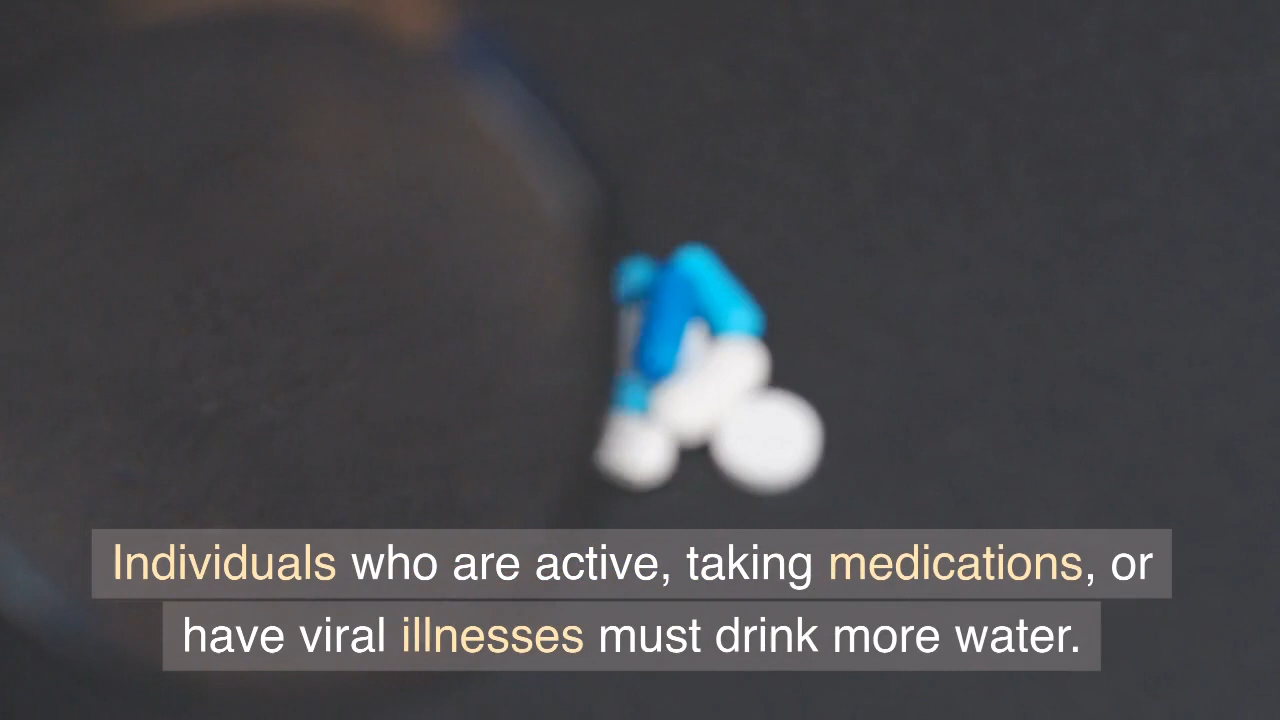 Individuals who are active, taking medications, or
have viral illnesses must drink more water.